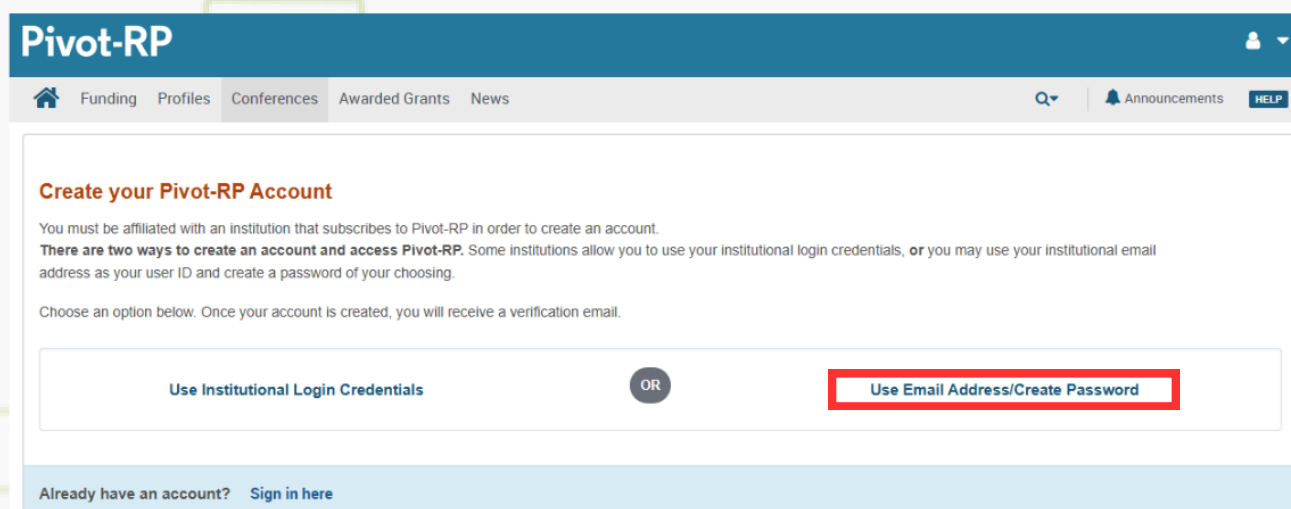 Pivot-RP
Funding Profiles Conferences Awarded Grants News Announcements HELP
Create your Pivot-RP Account
You must be affiliated with an institution that subscribes to Pivot-RP in order to create an account.
There are two ways to create an account and access Pivot-RP. Some institutions allow you to use your institutional login credentials, or you may use your institutional email
address as your user ID and create a password of your choosing.
Choose an option below. Once your account is created, you will receive a verification email.
Use Institutional Login Credentials OR Use Email Address/Create Password
Already have an account? Sign in here